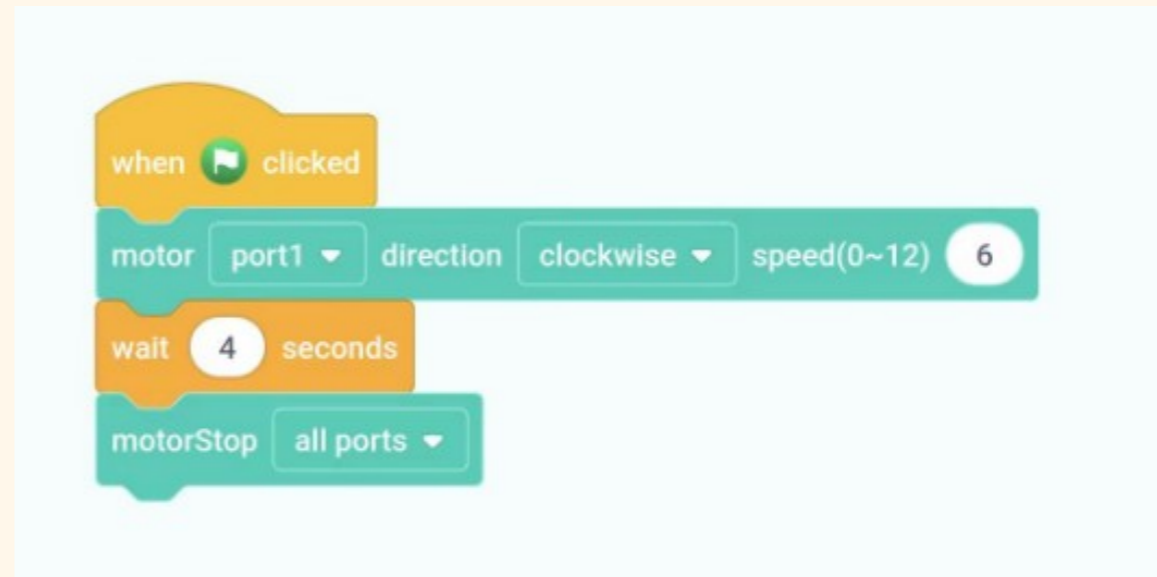 when clicked
motor port1 direction clockwise speed(0~12) 6
wait 4 seconds
motorStop all ports